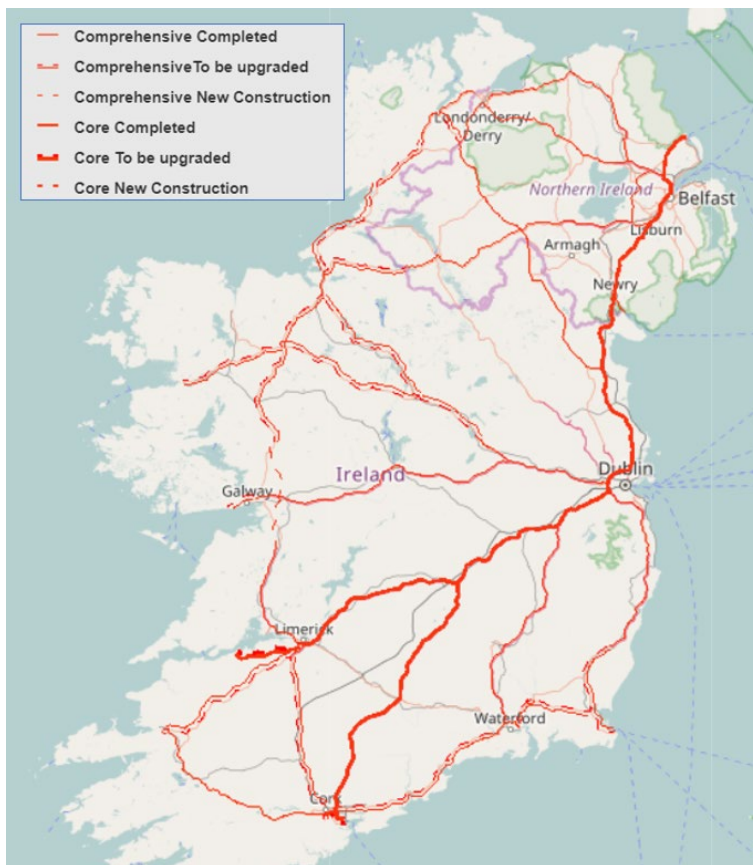 Comprehensive Completed
ComprehensiveTo be upgraded
Comprehensive New Construction
Core Completed
Core To be upgraded
Core New Construction
Londonderry/
Derry
Northern Ireland
Belfast
Lisburn
Armagh
Newry
Ireland
Dublin
Galway
Limerick
Waterford
Cork